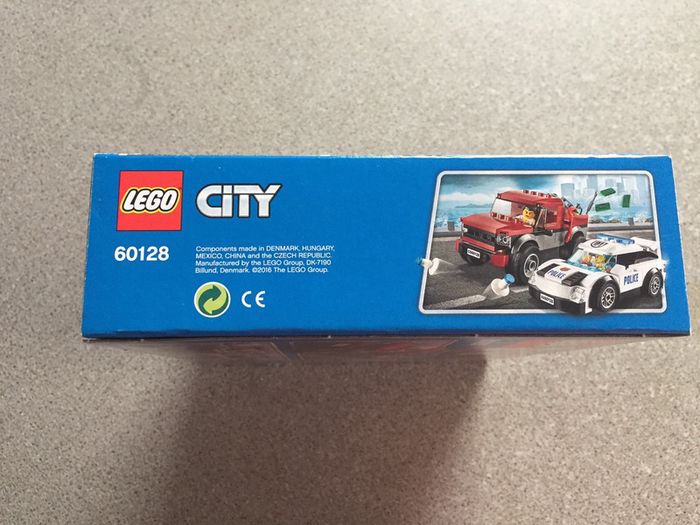 LEGO
CITY
60128
Components made in DENMARK, HUNGARY,
MEXICO, CHINA and the CZECH REPUBLIC.
Manufactured by the LEGO Group, DK-7190
Billund, Denmark. ©2016 The LEGO Group.
CE
POLICE